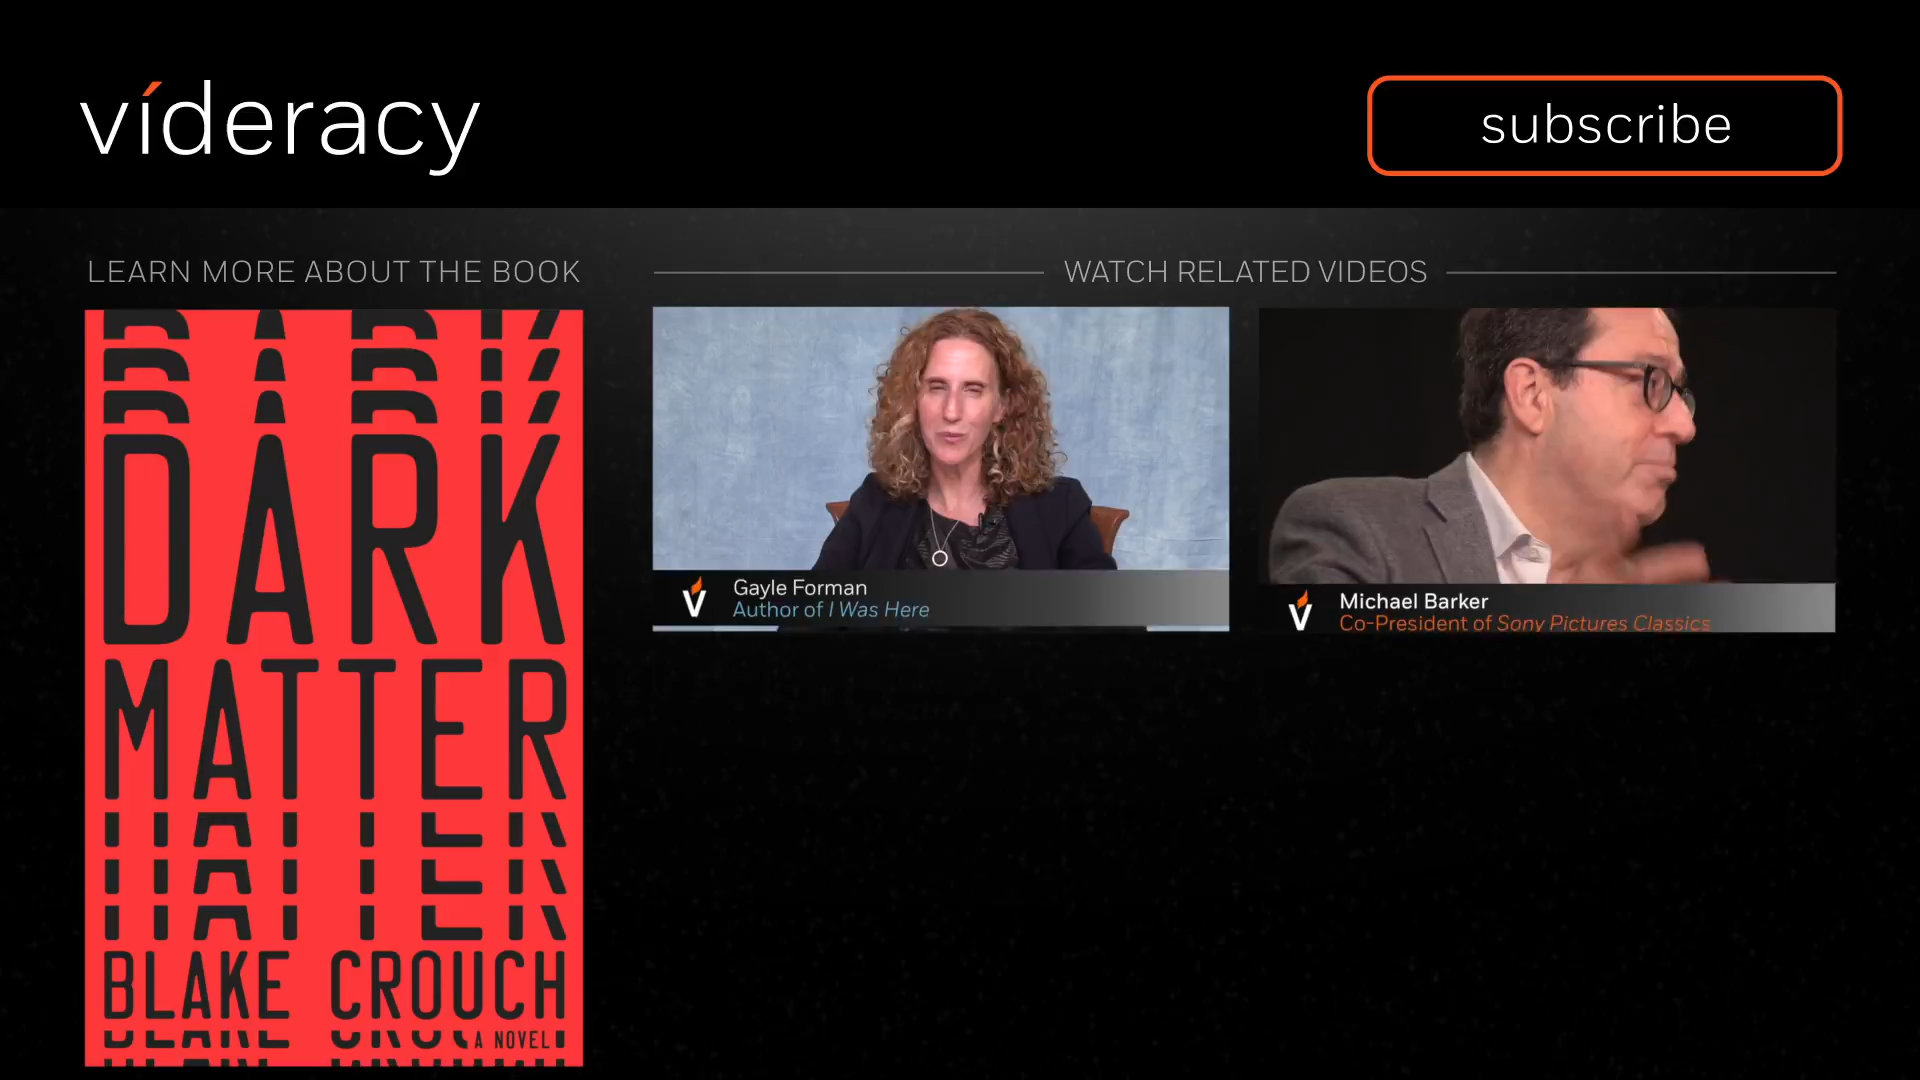 víderacy
subscribe
LEARN MORE ABOUT THE BOOK
WATCH RELATED VIDEOS
DARK
MATTER
BLAKE CROUCH
A NOVEL
Gayle Forman
Author of I Was Here
Michael Barker
Co-President of Sony Pictures Classics